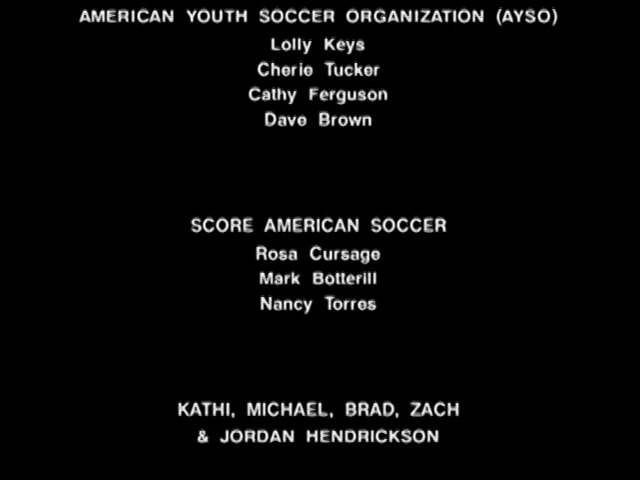 AMERICAN YOUTH SOCCER ORGANIZATION (AYSO)
Lolly Keys
Cherie Tucker
Cathy Ferguson
Dave Brown
SCORE AMERICAN SOCCER
Rosa Cursage
Mark Botterill
Nancy Torres
KATHI, MICHAEL, BRAD, ZACH
& JORDAN HENDRICKSON